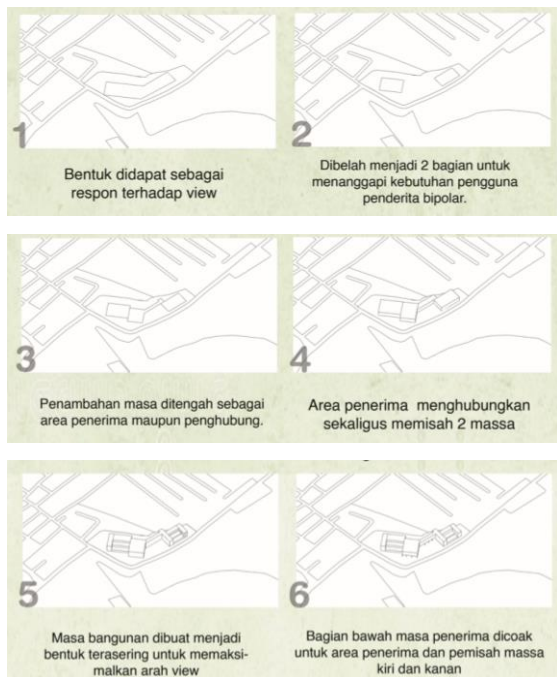 1
Bentuk didapat sebagai
respon terhadap view
2
Dibelah menjadi 2 bagian untuk
menanggapi kebutuhan pengguna
penderita bipolar.
3
Penambahan masa ditengah sebagai
area penerima maupun penghubung.
4
Area penerima menghubungkan
sekaligus memisah 2 massa
5
Masa bangunan dibuat menjadi
bentuk terasering untuk memaksi-
malkan arah view
6
Bagian bawah masa penerima dicoak
untuk area penerima dan pemisah massa
kiri dan kanan